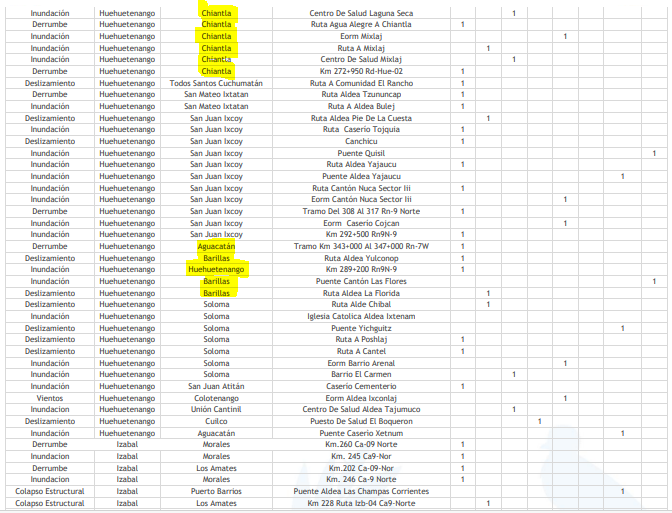 Inundación Huehuetenango Chiantla Centro De Salud Laguna Seca 1
Derrumbe Huehuetenango Chiantla Ruta Agua Alegre A Chiantla 1
Inundación Huehuetenango Chiantla Eorm Mixlaj 1
Inundación Huehuetenango Chiantla Ruta A Mixlaj 1
Inundación Huehuetenango Chiantla Centro De Salud Mixlaj 1
Derrumbe Huehuetenango Chiantla Km 272+950 Rd-Hue-02 1
Deslizamiento Huehuetenango Todos Santos Cuchumatán Ruta A Comunidad El Rancho 1
Derrumbe Huehuetenango San Mateo Ixtatan Ruta Aldea Tzununcap 1
Inundación Huehuetenango San Mateo Ixtatan Ruta A Aldea Bulej 1
Deslizamiento Huehuetenango San Juan Ixcoy Ruta Aldea Pie De La Cuesta 1
Inundación Huehuetenango San Juan Ixcoy Ruta Caserío Tojquia 1
Deslizamiento Huehuetenango San Juan Ixcoy Canchicu 1
Inundación Huehuetenango San Juan Ixcoy Puente Quisil 1
Inundación Huehuetenango San Juan Ixcoy Ruta Aldea Yajaucu 1
Inundación Huehuetenango San Juan Ixcoy Puente Aldea Yajaucu 1
Inundación Huehuetenango San Juan Ixcoy Ruta Cantón Nuca Sector Iii 1
Inundación Huehuetenango San Juan Ixcoy Eorm Cantón Nuca Sector Iii 1
Derrumbe Huehuetenango San Juan Ixcoy Tramo Del 308 Al 317 Rn-9 Norte 1
Inundación Huehuetenango San Juan Ixcoy Eorm Caserío Cojcan 1
Inundación Huehuetenango San Juan Ixcoy Km 292+500 Rn9N-9 1
Derrumbe Huehuetenango Aguacatán Tramo Km 343+000 Al 347+000 Rn-7W 1
Deslizamiento Huehuetenango Barillas Ruta Aldea Yulconop 1
Inundación Huehuetenango Huehuetenango Km 289+200 Rn9N-9 1
Inundación Huehuetenango Barillas Puente Cantón Las Flores 1
Deslizamiento Huehuetenango Barillas Ruta Aldea La Florida 1
Deslizamiento Huehuetenango Soloma Ruta Alde Chibal 1
Inundación Huehuetenango Soloma Iglesia Catolica Aldea Ixtenam
Deslizamiento Huehuetenango Soloma Puente Yichguitz 1
Deslizamiento Huehuetenango Soloma Ruta A Poshlaj 1
Deslizamiento Huehuetenango Soloma Ruta A Cantel 1
Inundación Huehuetenango Soloma Eorm Barrio Arenal 1
Inundación Huehuetenango Soloma Barrio El Carmen 1
Inundación Huehuetenango San Juan Atitán Caserío Cementerio 1
Vientos Huehuetenango Colotenango Eorm Aldea Ixconlaj 1
Inundacion Huehuetenango Unión Cantinil Centro De Salud Aldea Tajumuco 1
Deslizamiento Huehuetenango Cuilco Puesto De Salud El Boqueron 1
Inundación Huehuetenango Aguacatán Puente Caserío Xetnum 1
Derrumbe Izabal Morales Km.260 Ca-09 Norte 1
Inundacion Izabal Morales Km. 245 Ca9-Nor 1
Derrumbe Izabal Los Amates Km.202 Ca-09-Nor 1
Inundacion Izabal Morales Km. 246 Ca-9 Norte 1
Colapso Estructural Izabal Puerto Barrios Puente Aldea Las Champas Corrientes 1
Colapso Estructural Izabal Los Amates Km 228 Ruta Izb-04 Ca9-Norte 1